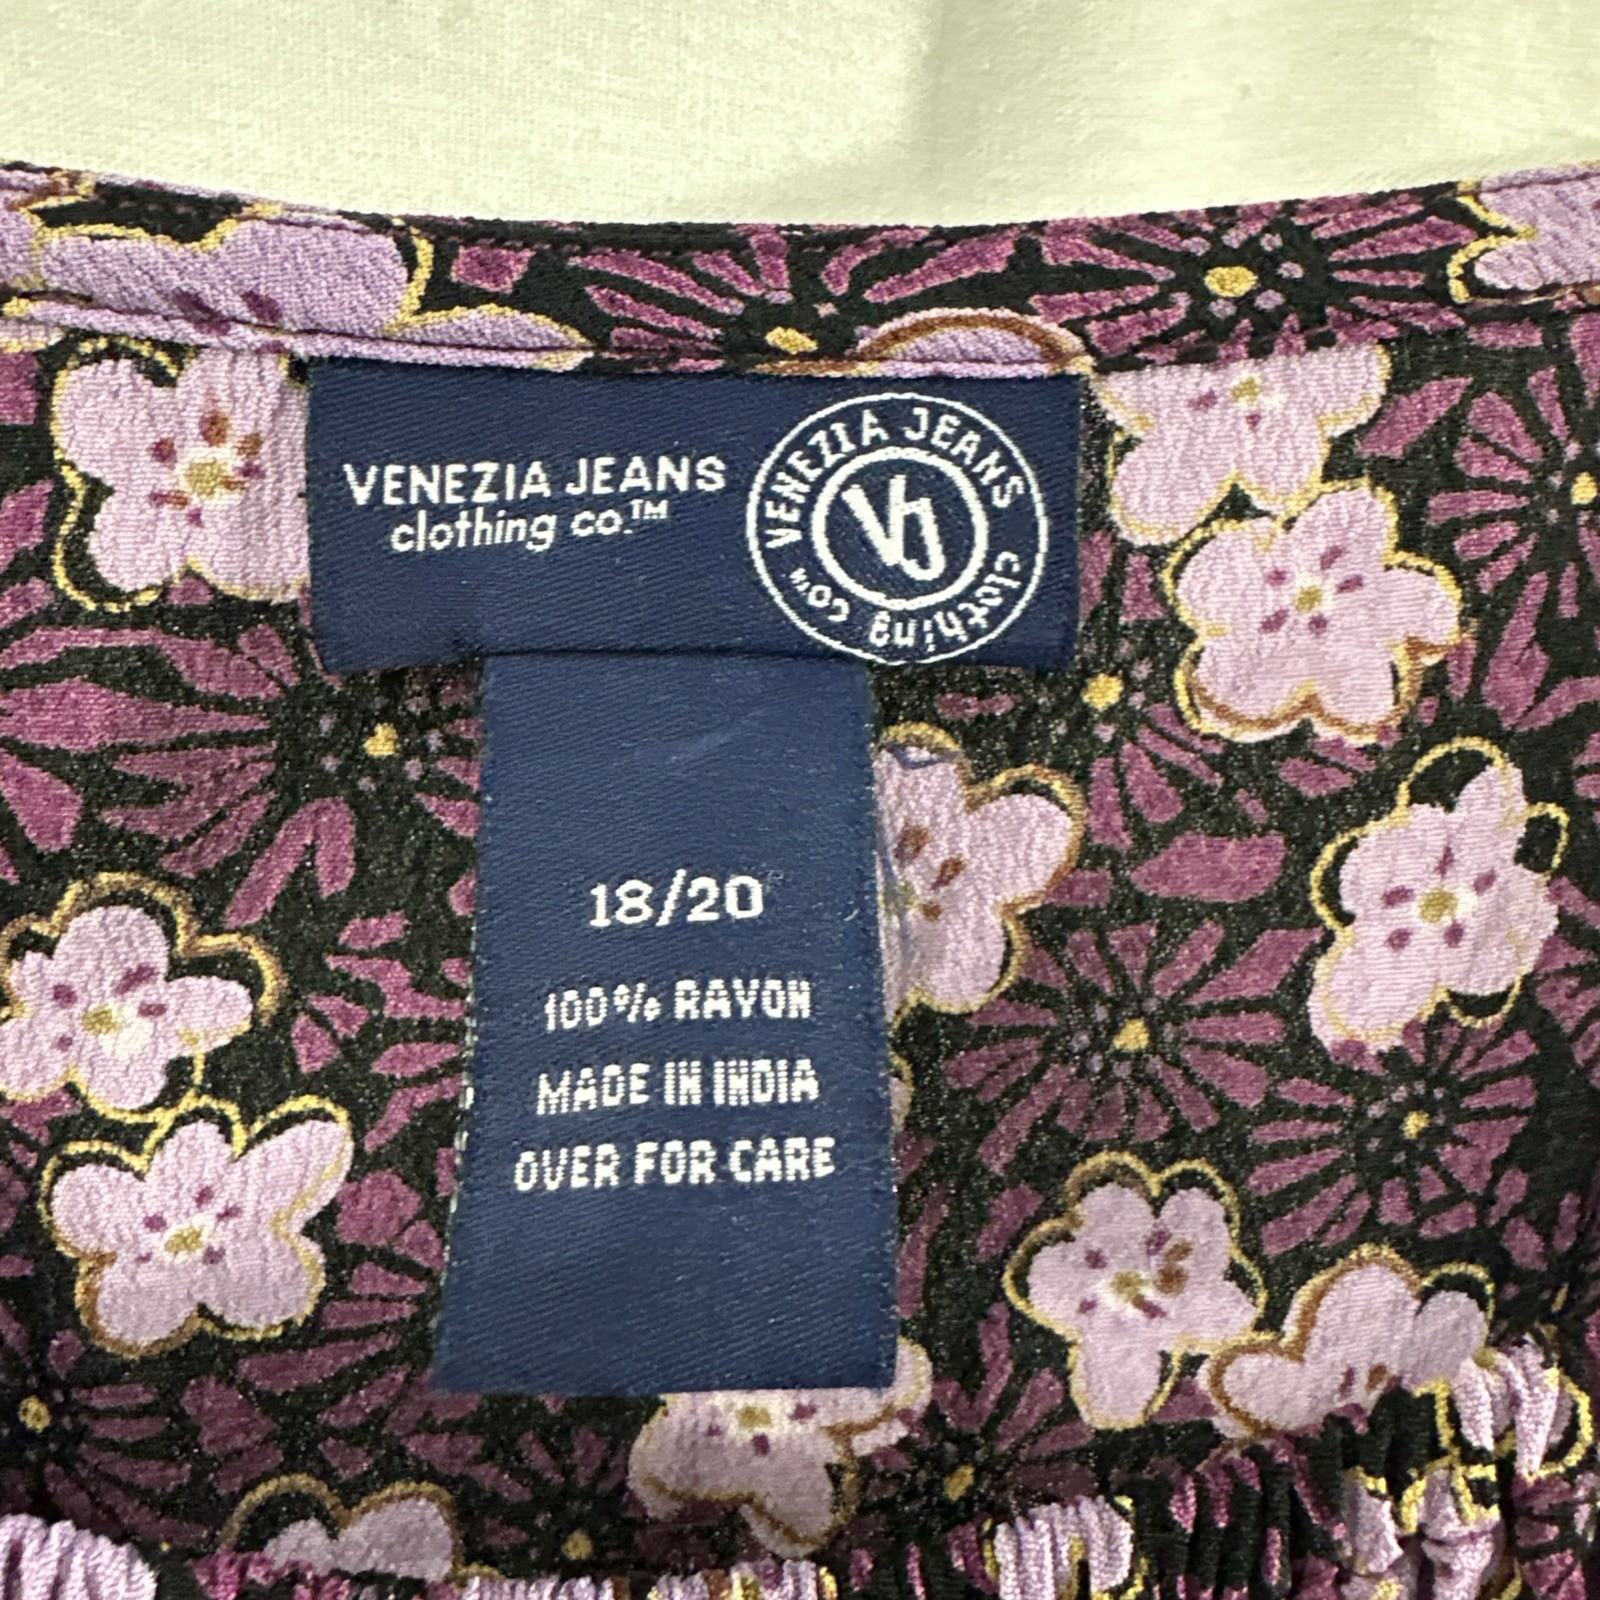 VENEZIA JEANS
clothing co.™
VENEZIA JEANS clothing co™
VJ
18/20
100% RAYON
MADE IN INDIA
OVER FOR CARE